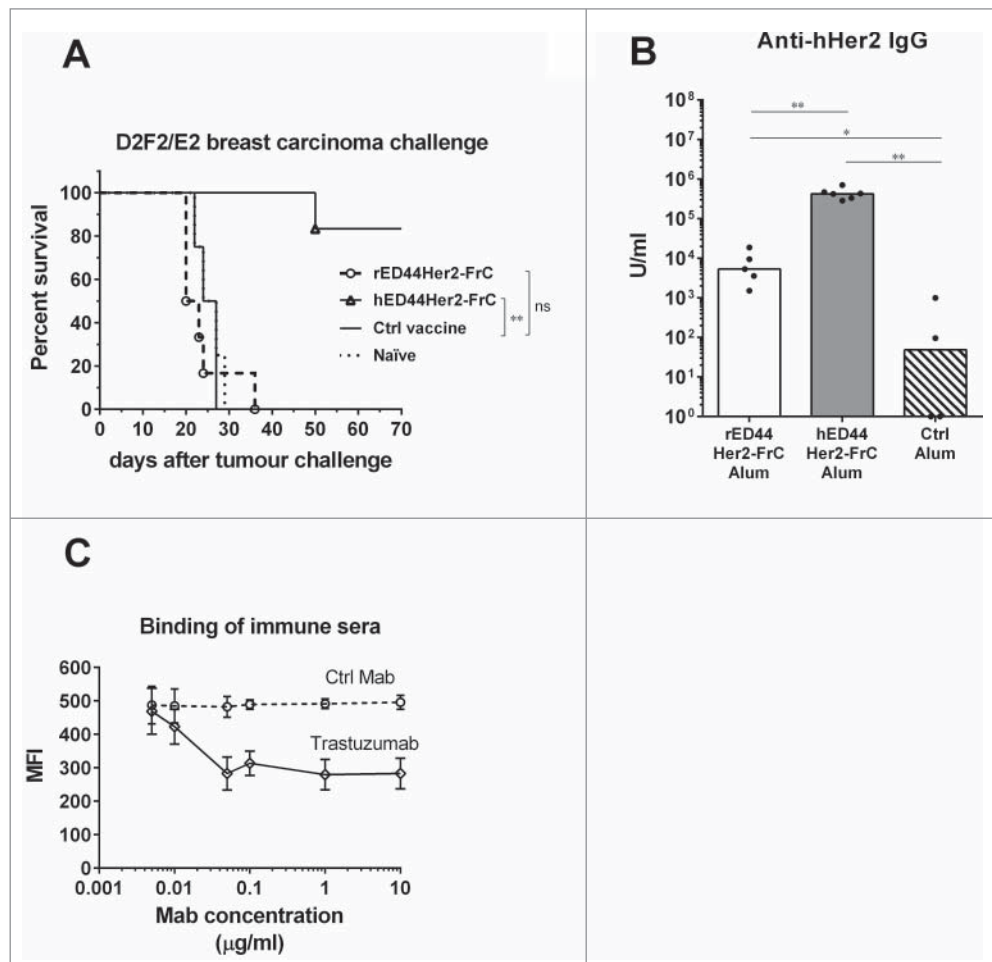 A
D2F2/E2 breast carcinoma challenge
Percent survival
100
80
60
40
20
0
0 10 20 30 40 50 60 70
days after tumour challenge
rED44Her2-FrC
hED44Her2-FrC
Ctrl vaccine
Naïve
**
ns
B
Anti-hHer2 IgG
U/ml
10^8
10^7
10^6
10^5
10^4
10^3
10^2
10^1
10^0
**
*
**
rED44 Her2-FrC Alum
hED44 Her2-FrC Alum
Ctrl Alum
C
Binding of immune sera
MFI
600
500
400
300
200
100
0
Ctrl Mab
Trastuzumab
0.001 0.01 0.1 1 10
Mab concentration
(μg/ml)